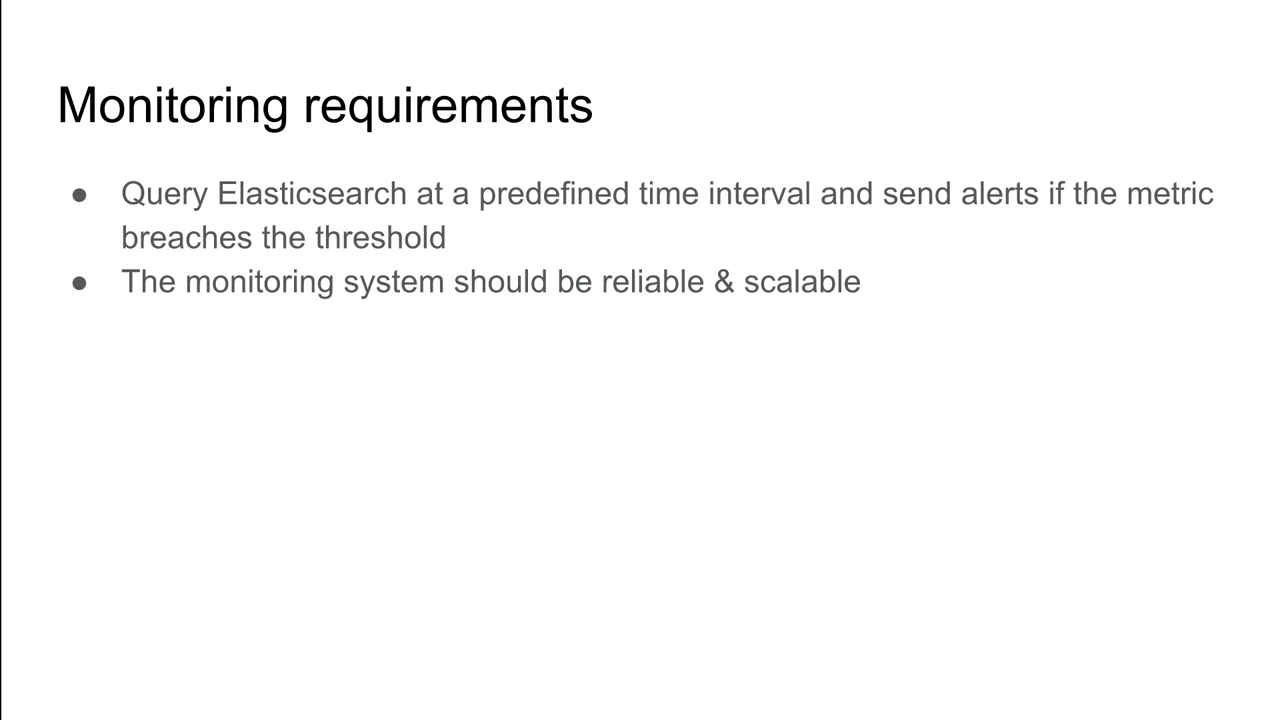 Monitoring requirements
● Query Elasticsearch at a predefined time interval and send alerts if the metric
breaches the threshold
● The monitoring system should be reliable & scalable